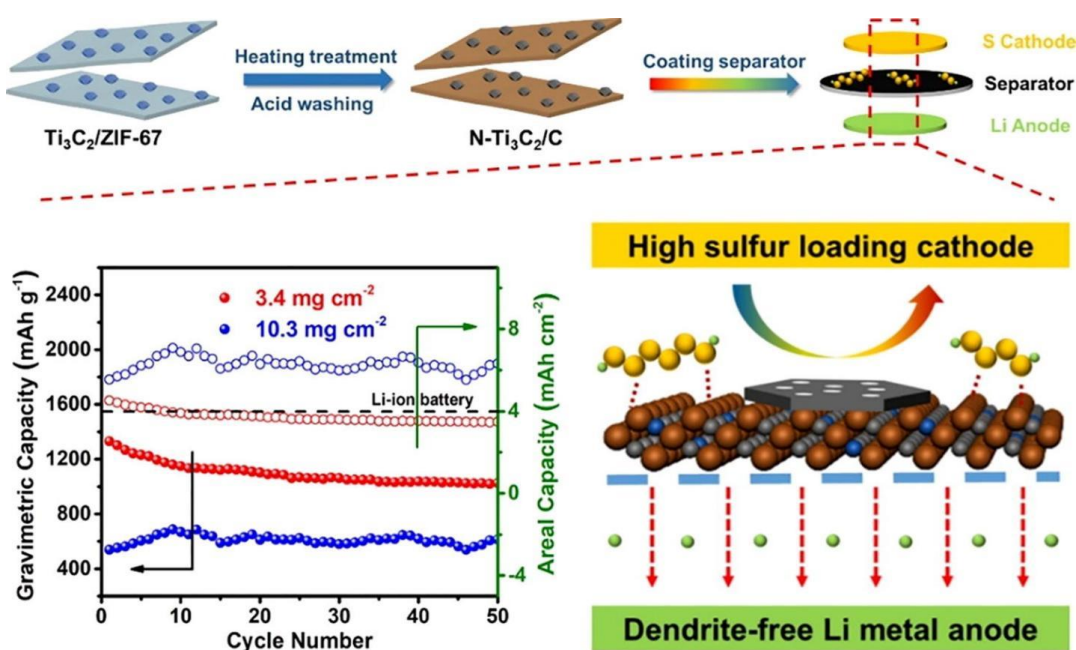 Heating treatment
Acid washing
Coating separator
S Cathode
Separator
Li Anode
Ti₃C₂/ZIF-67
N-Ti₃C₂/C
High sulfur loading cathode
Gravimetric Capacity (mAh g⁻¹)
2400
2000
1600
1200
800
400
3.4 mg cm⁻²
10.3 mg cm⁻²
Li-ion battery
8
4
0
-4
Areal Capacity (mAh cm⁻²)
0 10 20 30 40 50
Cycle Number
Dendrite-free Li metal anode